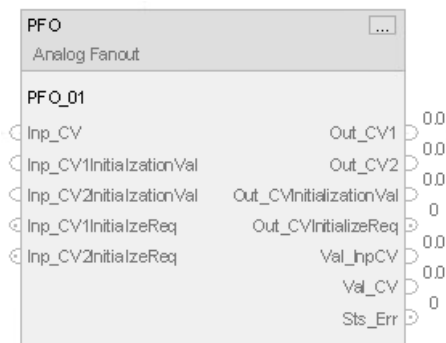 PFO ...
Analog Fanout
PFO_01
Inp_CV Out_CV1 0.0
Inp_CV1InitializationVal Out_CV2 0.0
Inp_CV2InitializationVal Out_CVInitializationVal 0.0
Inp_CV1InitializeReq Out_CVInitializeReq 0
Inp_CV2InitializeReq Val_InpCV 0.0
Val_CV 0.0
Sts_Err 0